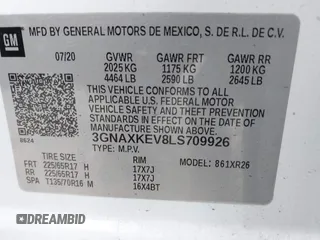 GM
MFD BY GENERAL MOTORS DE MEXICO, S. DE R.L. DE C.V.
07/20 GVWR GAWR FRT GAWR RR
2025 KG 1175 KG 1200 KG
4464 LB 2590 LB 2645 LB
THIS VEHICLE CONFORMS TO ALL APPLICABLE
U.S. FEDERAL MOTOR VEHICLE SAFETY, BUMPER, AND
THEFT PREVENTION STANDARDS IN EFFECT ON THE DATE
OF MANUFACTURE SHOWN ABOVE.
8624
3GNAXKEV8LS709926
TYPE: M.P.V. MODEL: 861XR26
TIRE SIZE RIM
FRT 225/65R17 H 17X7J
RR 225/65R17 H 17X7J
SPA T135/70R16 M 16X4BT
©AutoBidMaster